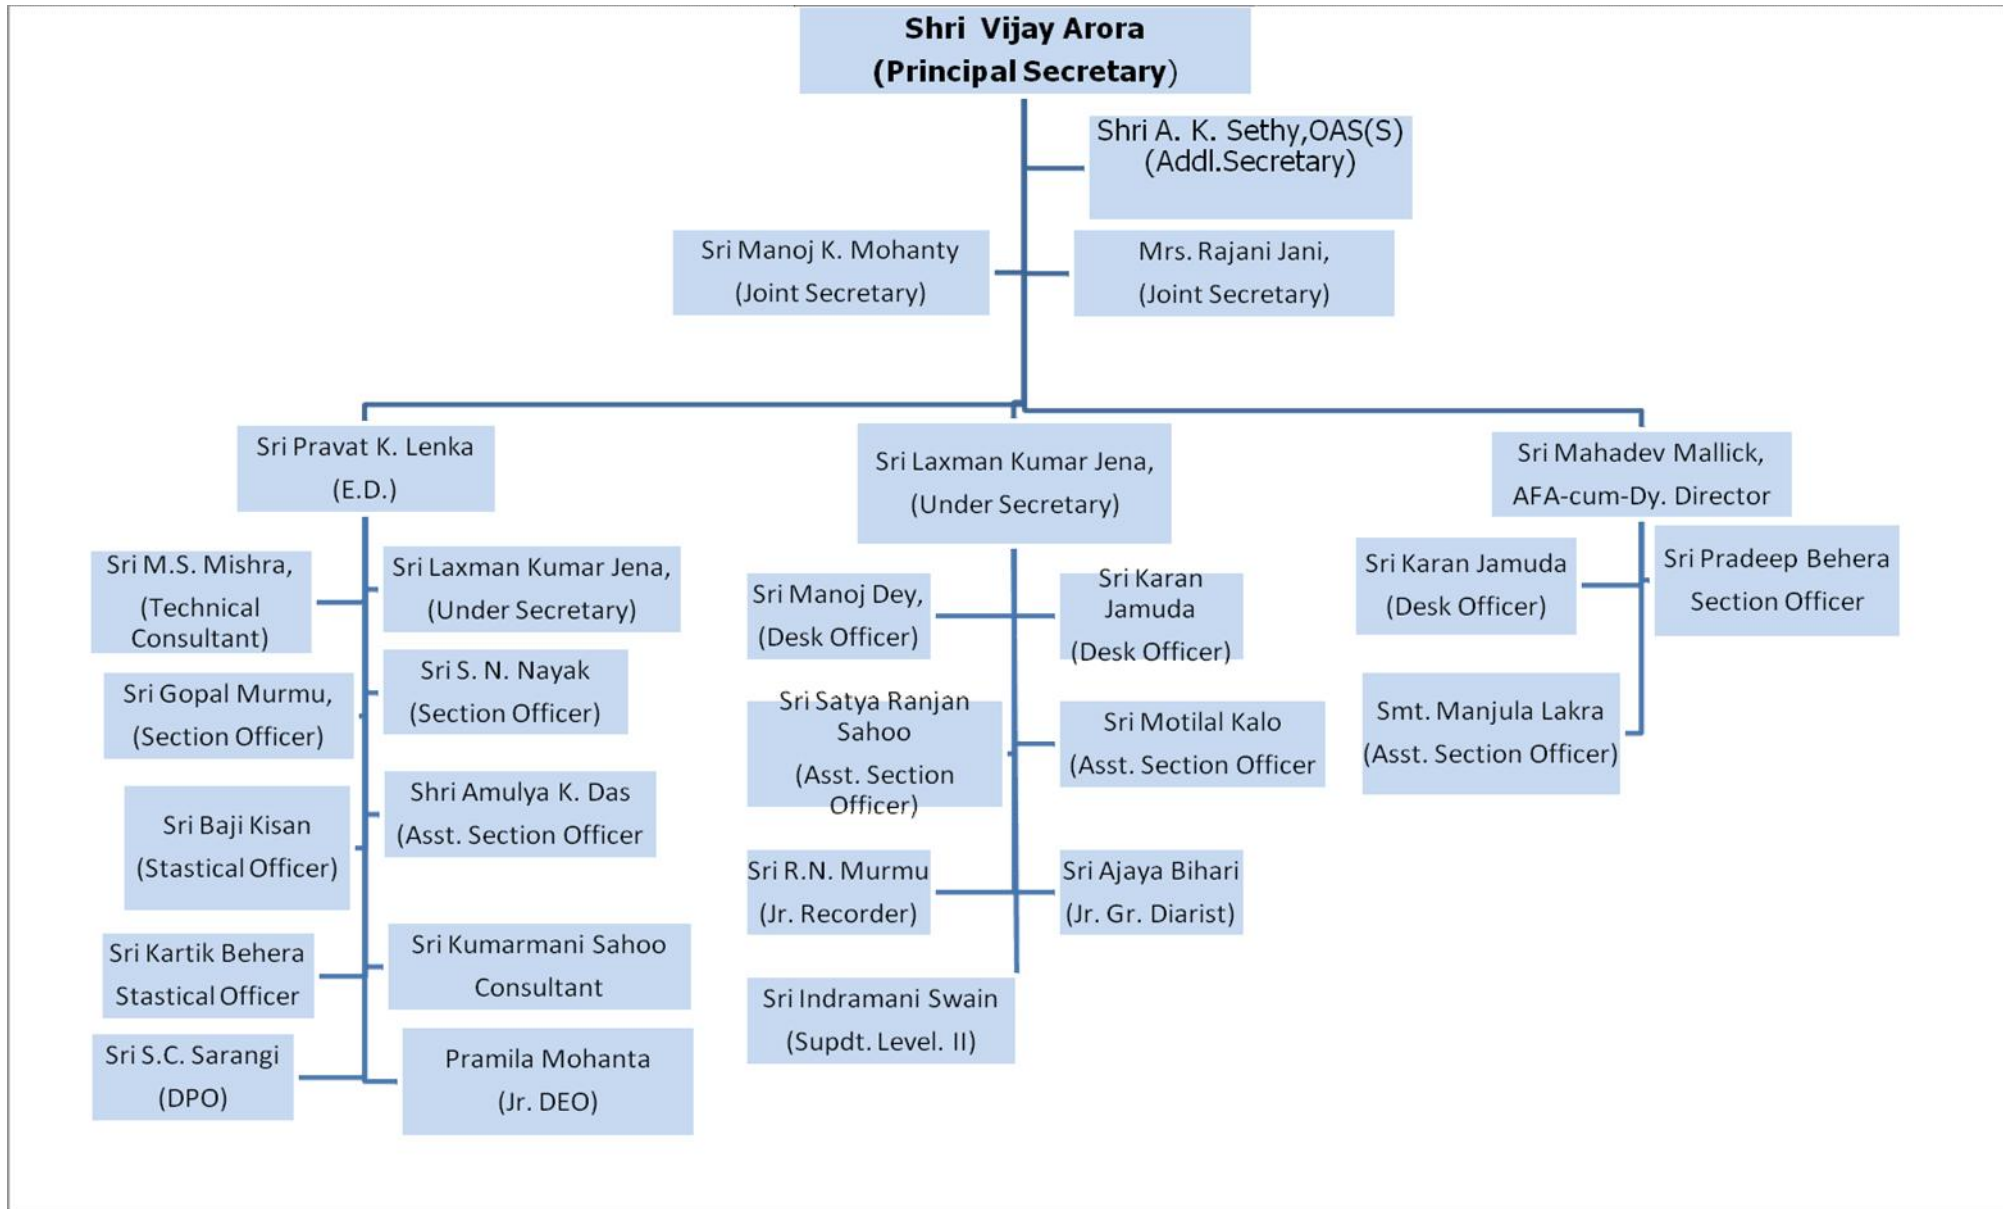 Shri Vijay Arora
(Principal Secretary)
Shri A. K. Sethy,OAS(S)
(Addl.Secretary)
Sri Manoj K. Mohanty
(Joint Secretary)
Mrs. Rajani Jani,
(Joint Secretary)
Sri Pravat K. Lenka
(E.D.)
Sri M.S. Mishra,
(Technical
Consultant)
Sri Laxman Kumar Jena,
(Under Secretary)
Sri Gopal Murmu,
(Section Officer)
Sri S. N. Nayak
(Section Officer)
Sri Baji Kisan
(Stastical Officer)
Shri Amulya K. Das
(Asst. Section Officer
Sri Kartik Behera
Stastical Officer
Sri Kumarmani Sahoo
Consultant
Sri S.C. Sarangi
(DPO)
Pramila Mohanta
(Jr. DEO)
Sri Laxman Kumar Jena,
(Under Secretary)
Sri Manoj Dey,
(Desk Officer)
Sri Karan
Jamuda
(Desk Officer)
Sri Satya Ranjan
Sahoo
(Asst. Section
Officer)
Sri Motilal Kalo
(Asst. Section Officer
Sri R.N. Murmu
(Jr. Recorder)
Sri Ajaya Bihari
(Jr. Gr. Diarist)
Sri Indramani Swain
(Supdt. Level. II)
Sri Mahadev Mallick,
AFA-cum-Dy. Director
Sri Karan Jamuda
(Desk Officer)
Sri Pradeep Behera
Section Officer
Smt. Manjula Lakra
(Asst. Section Officer)